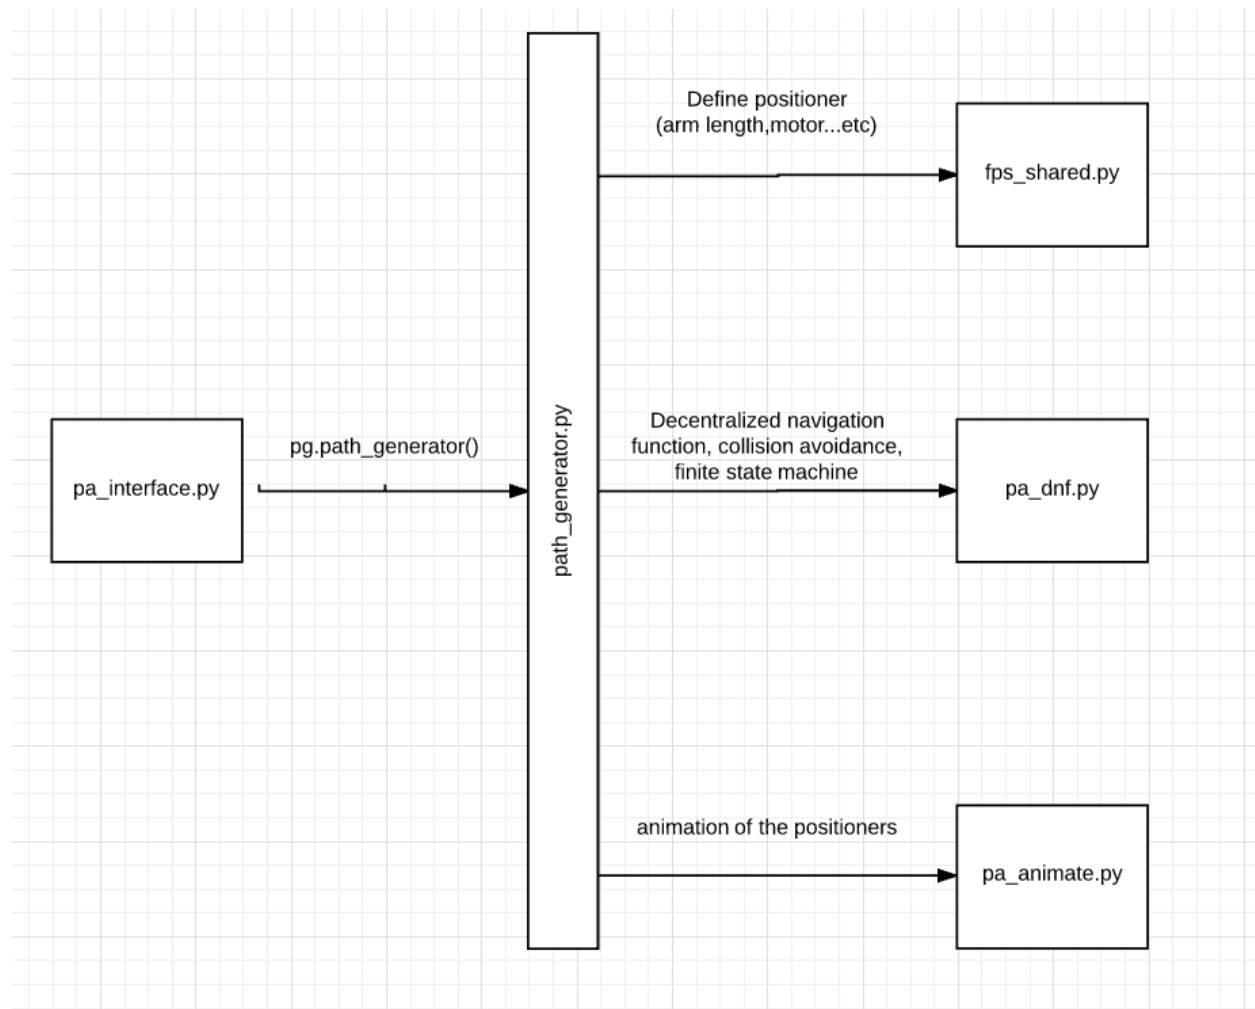 Define positioner
(arm length,motor...etc)
fps_shared.py
pa_interface.py
pg.path_generator()
path_generator.py
Decentralized navigation
function, collision avoidance,
finite state machine
pa_dnf.py
animation of the positioners
pa_animate.py